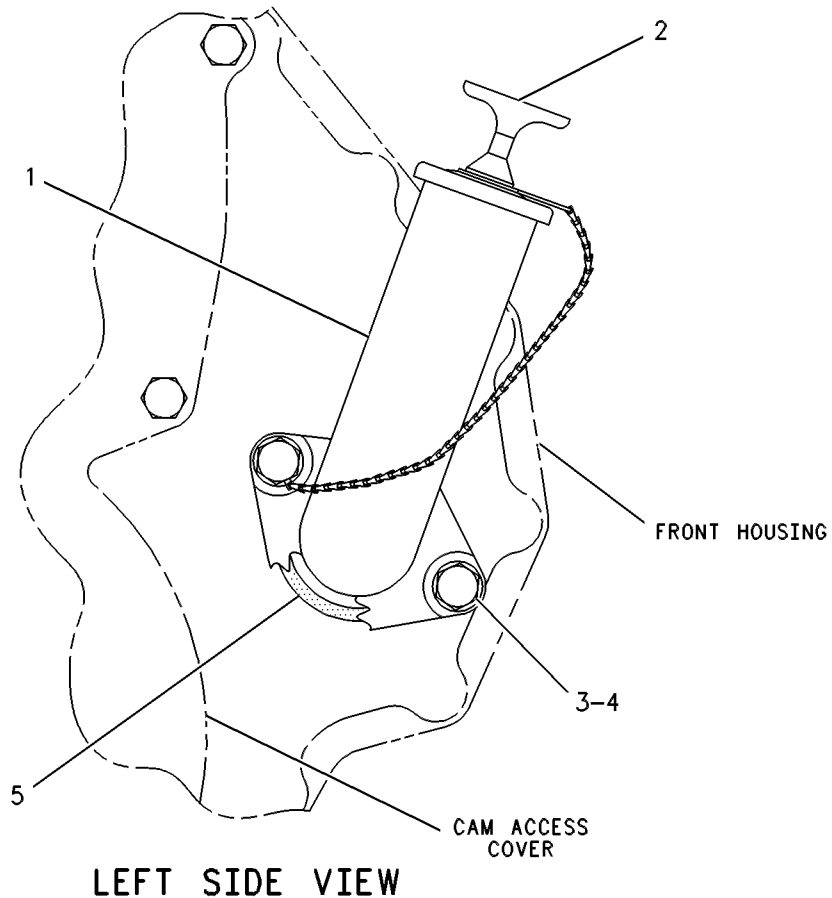 2
1
FRONT HOUSING
3-4
5
CAM ACCESS
COVER
LEFT SIDE VIEW